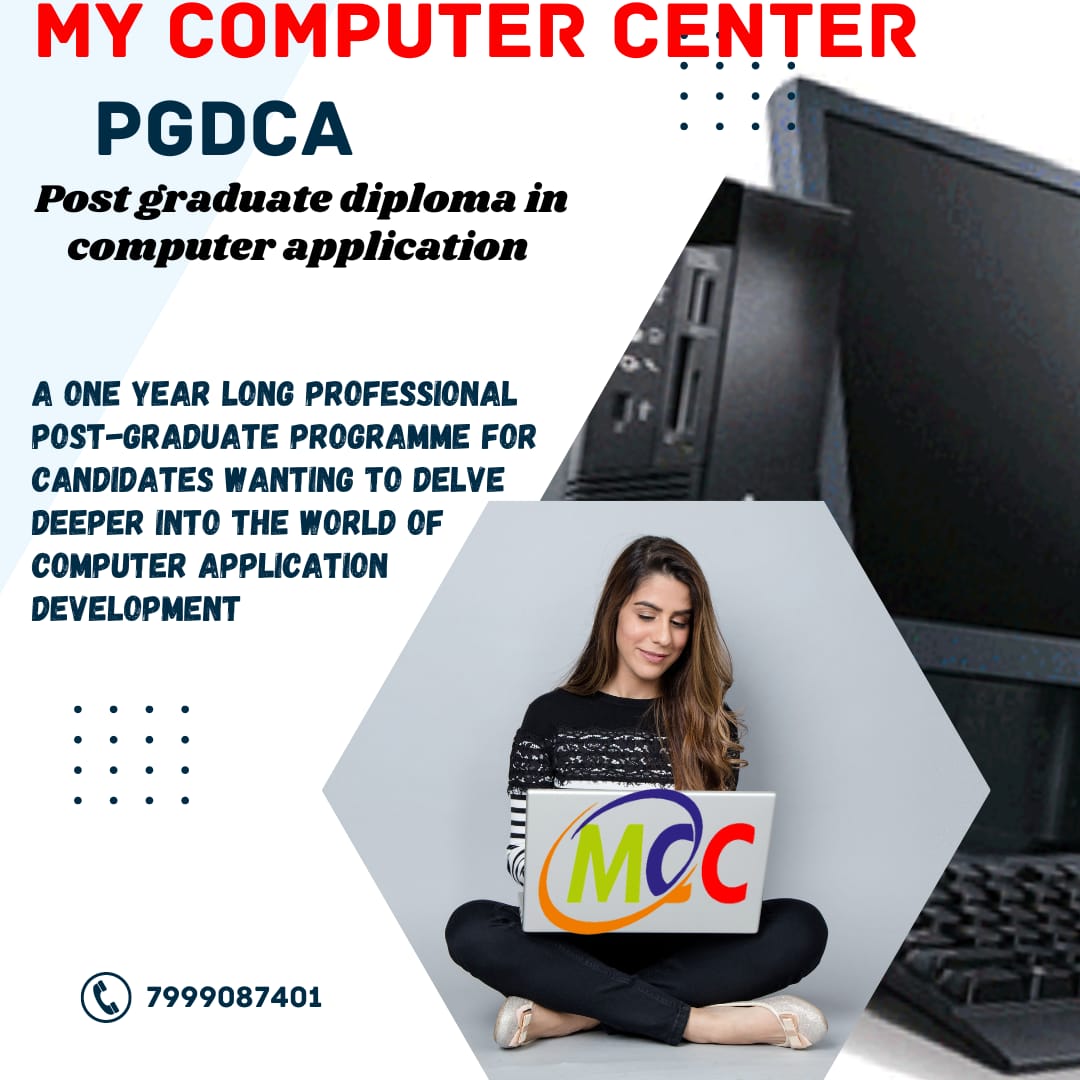 MY COMPUTER CENTER
PGDCA
Post graduate diploma in
computer application
A ONE YEAR LONG PROFESSIONAL
POST-GRADUATE PROGRAMME FOR
CANDIDATES WANTING TO DELVE
DEEPER INTO THE WORLD OF
COMPUTER APPLICATION
DEVELOPMENT
MCC
7999087401